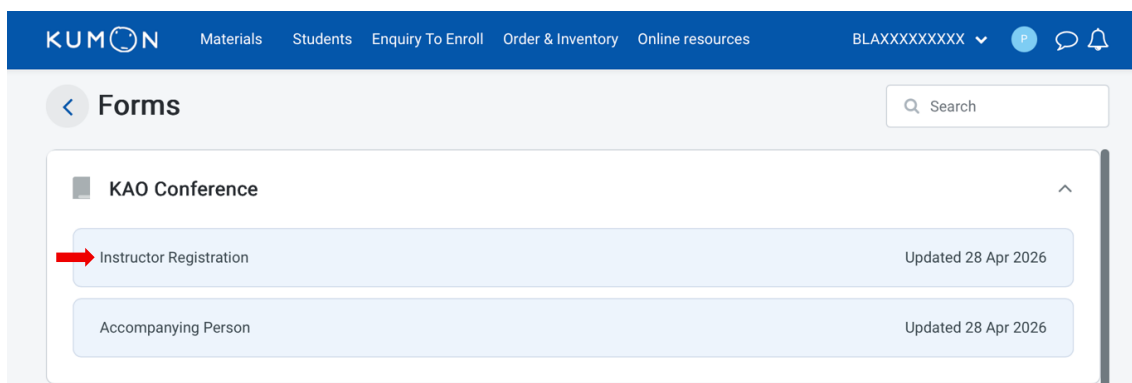 KUMON Materials Students Enquiry To Enroll Order & Inventory Online resources BLAXXXXXXXXX P
Forms Search
KAO Conference
Instructor Registration Updated 28 Apr 2026
Accompanying Person Updated 28 Apr 2026